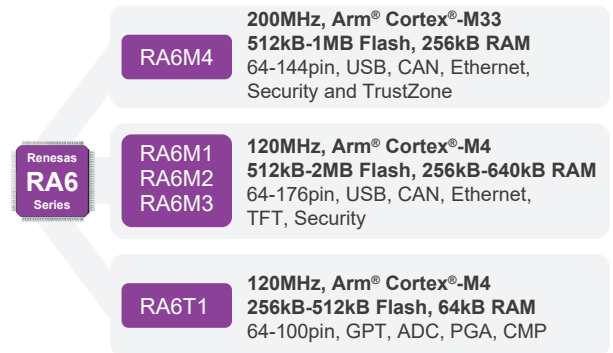 200MHz, Arm® Cortex®-M33
512kB-1MB Flash, 256kB RAM
RA6M4
64-144pin, USB, CAN, Ethernet,
Security and TrustZone
Renesas
RA6
Series
RA6M1
RA6M2
RA6M3
120MHz, Arm® Cortex®-M4
512kB-2MB Flash, 256kB-640kB RAM
64-176pin, USB, CAN, Ethernet,
TFT, Security
RA6T1
120MHz, Arm® Cortex®-M4
256kB-512kB Flash, 64kB RAM
64-100pin, GPT, ADC, PGA, CMP